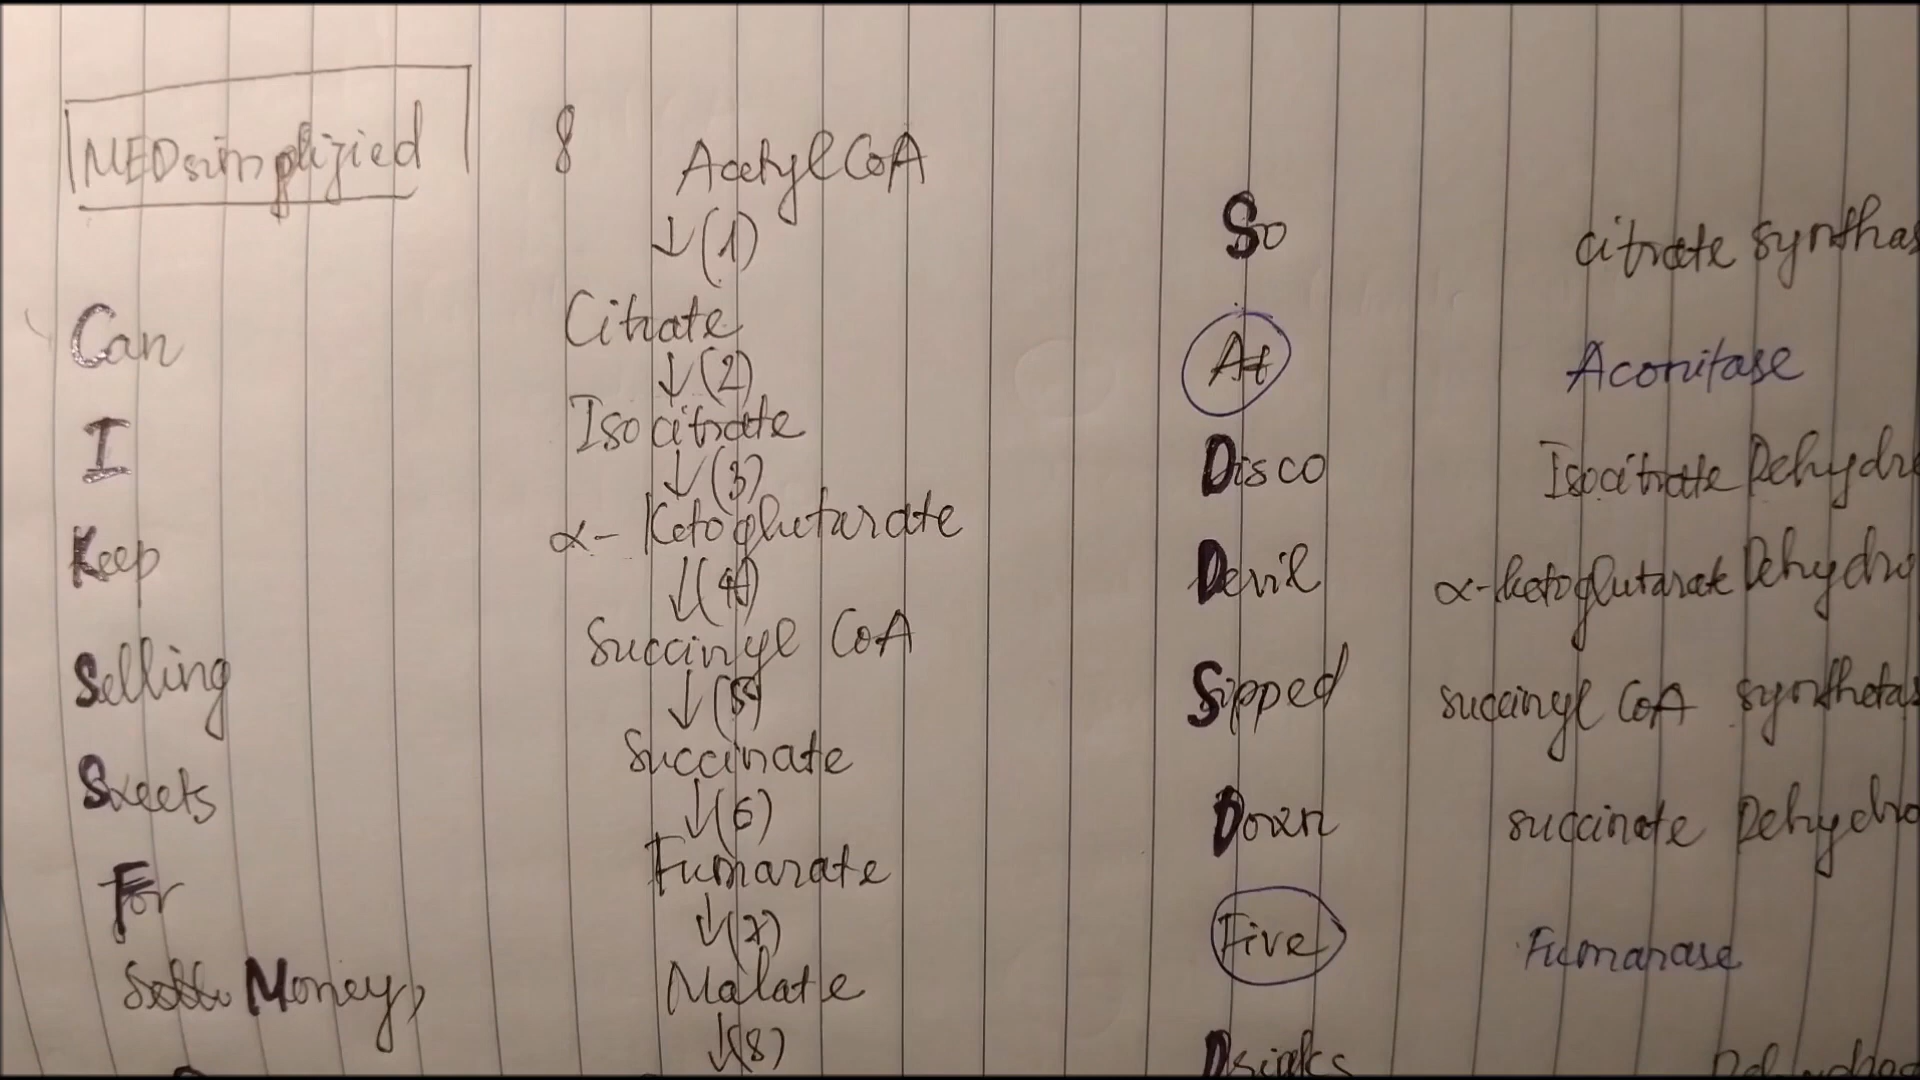 MEDsimplified
8 Acetyl CoA
↓ (1)
So citrate synthas
Can Citrate
↓ (2)
At Aconitase
I Isocitrate
↓ (3)
Disco Isocitrate Dehydro
Keep α- Ketoglutarate
↓ (4)
Devil α-ketoglutarate Dehydro
Selling Succinyl CoA
↓ (5)
Sipped succinyl CoA synthetas
Sweets Succinate
↓ (6)
Down succinate Dehydro
For Fumarate
↓ (7)
Five Fumarase
Money, Malate
↓ (8)
Drinks